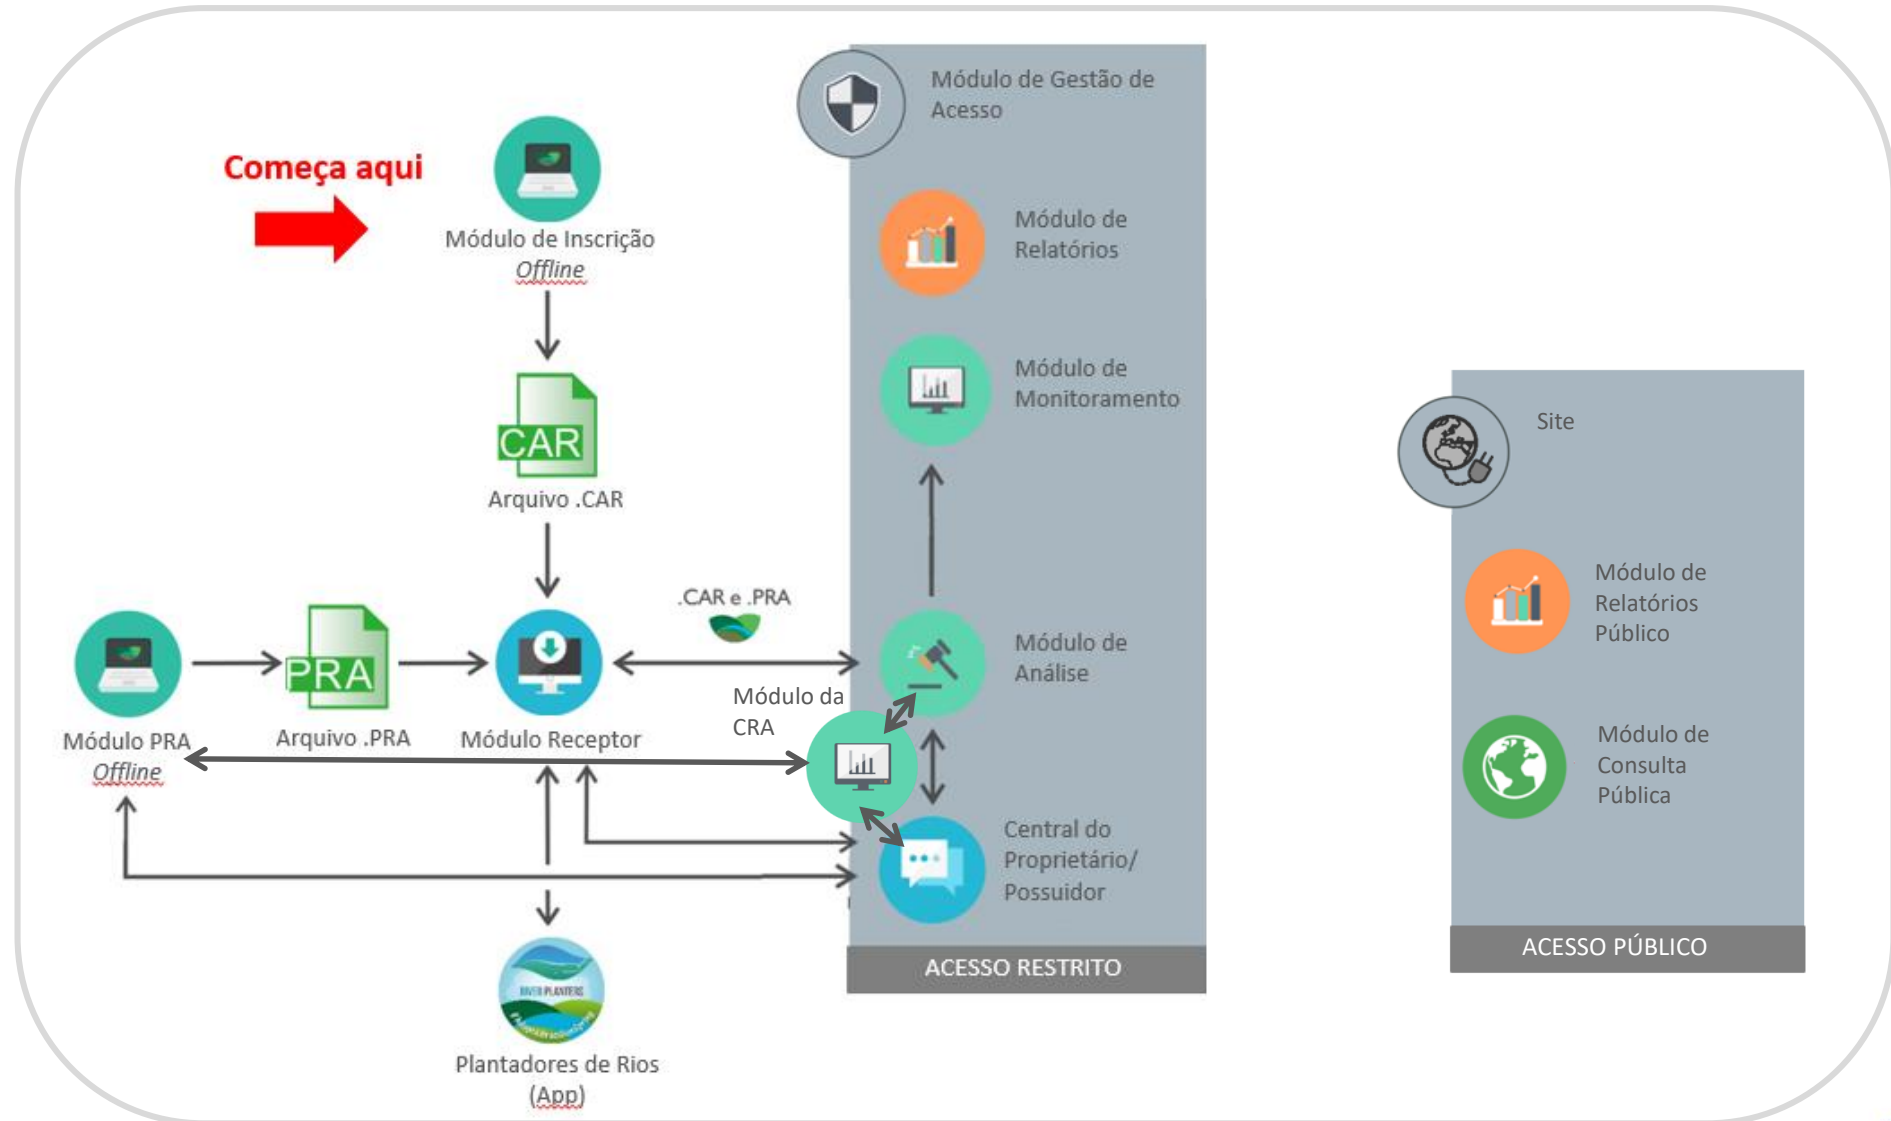 Começa aqui
Módulo de Inscrição
Offline
CAR
Arquivo .CAR
PRA
Módulo PRA
Offline
Arquivo .PRA
Módulo Receptor
.CAR e .PRA
Módulo da
CRA
RIVER PLANTERS
Plantadores de Rios
(App)
Módulo de Gestão de
Acesso
Módulo de
Relatórios
Módulo de
Monitoramento
Módulo de
Análise
Central do
Proprietário/
Possuidor
ACESSO RESTRITO
Site
Módulo de
Relatórios
Público
Módulo de
Consulta
Pública
ACESSO PÚBLICO